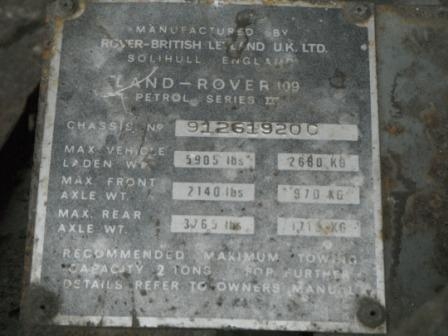 MANUFACTURED BY
ROVER-BRITISH LEYLAND U.K. LTD.
SOLIHULL ENGLAND
LAND-ROVER 109
PETROL SERIES
CHASSIS Nº 91261920C
MAX. VEHICLE
LADEN WT. 5905 lbs 2680 KG
MAX. FRONT
AXLE WT. 2140 lbs 970 KG
MAX. REAR
AXLE WT. 3765 lbs 1715 KG
RECOMMENDED MAXIMUM TOWING
CAPACITY 2 TONS. FOR FURTHER
DETAILS REFER TO OWNERS MANUAL